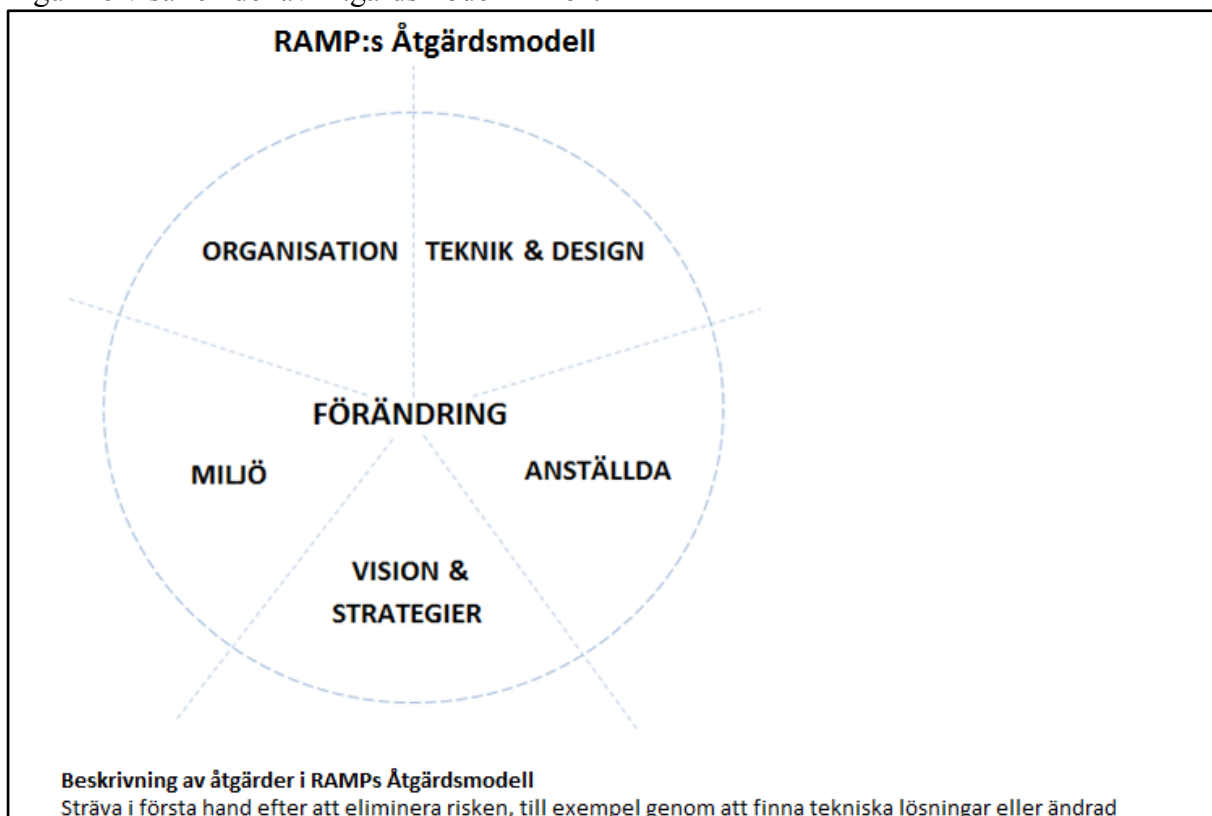 RAMP:s Åtgärdsmodell
ORGANISATION
TEKNIK & DESIGN
FÖRÄNDRING
MILJÖ
ANSTÄLLDA
VISION &
STRATEGIER
Beskrivning av åtgärder i RAMPs Åtgärdsmodell
Sträva i första hand efter att eliminera risken, till exempel genom att finna tekniska lösningar eller ändrad